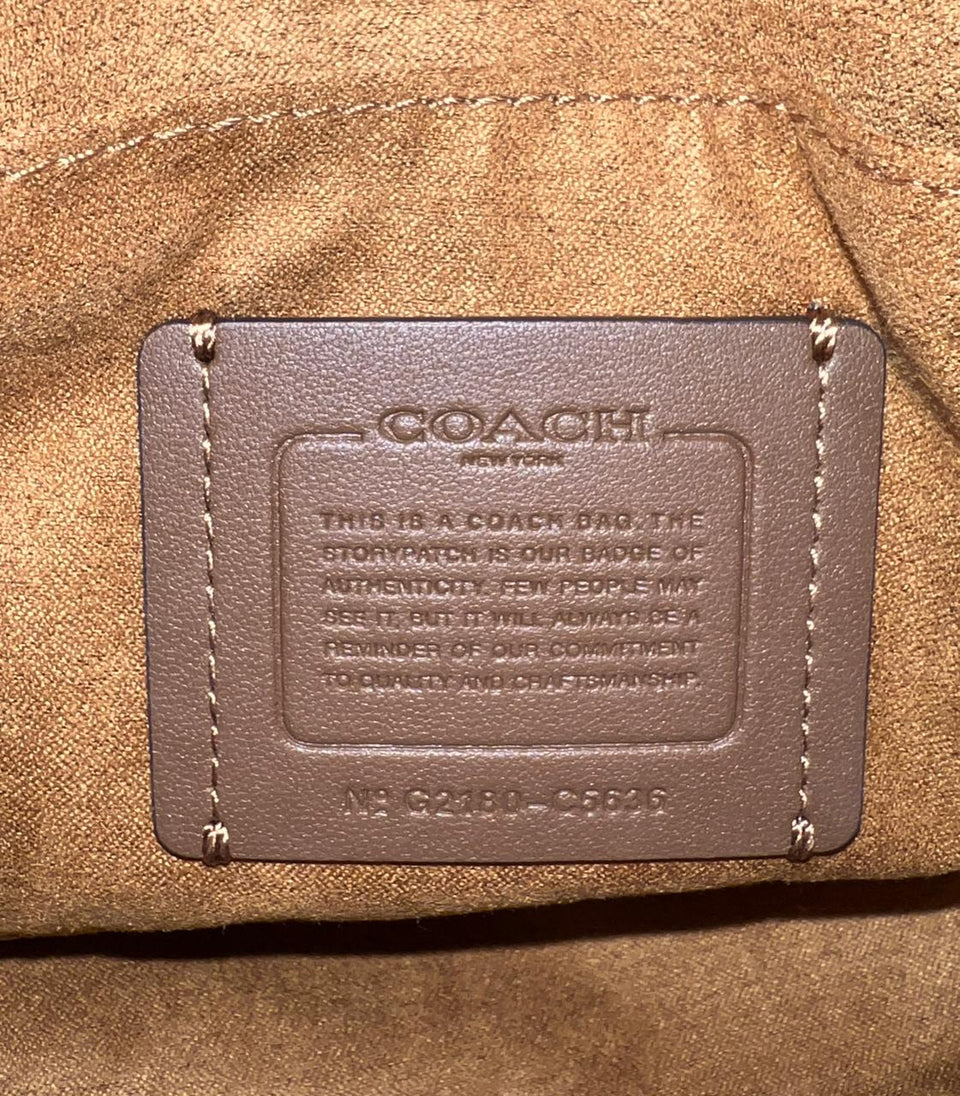 COACH
NEW YORK
THIS IS A COACH BAG. THE
STORYPATCH IS OUR BADGE OF
AUTHENTICITY. FEW PEOPLE MAY
SEE IT, BUT IT WILL ALWAYS BE A
REMINDER OF OUR COMMITMENT
TO QUALITY AND CRAFTSMANSHIP.
Nº G2180-C5636